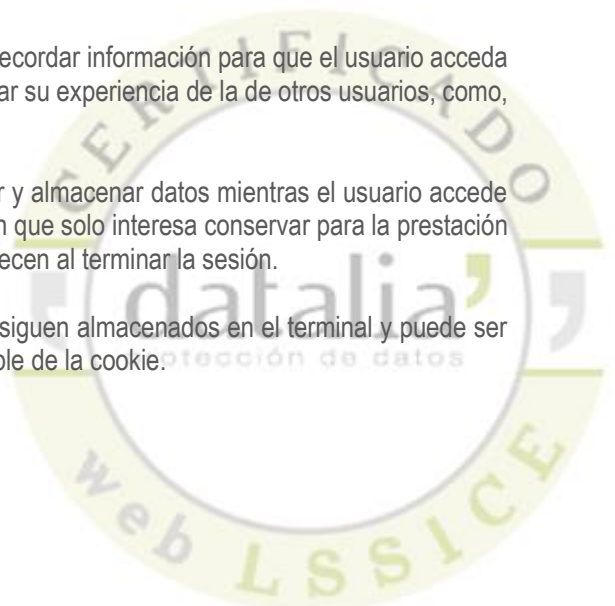 ecordar información para que el usuario acceda
ar su experiencia de la de otros usuarios, como,
r y almacenar datos mientras el usuario accede
n que solo interesa conservar para la prestación
ecen al terminar la sesión.
siguen almacenados en el terminal y puede ser
ble de la cookie.
CERTIFICADO
datalia
protección de datos
web LSSICE